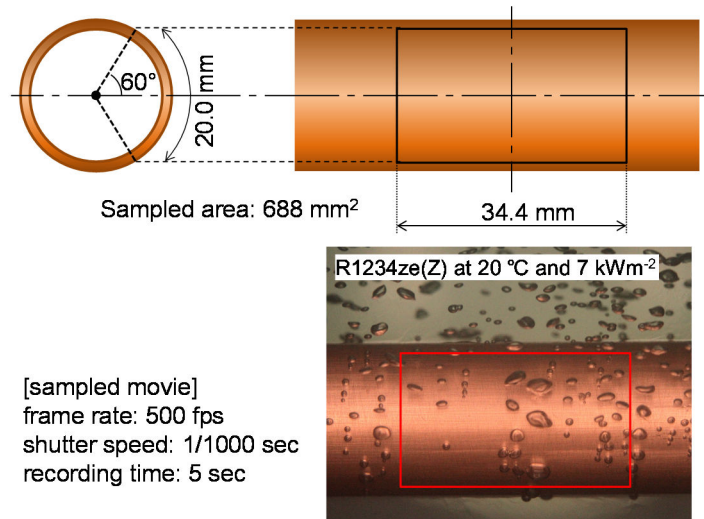 60°
20.0 mm
Sampled area: 688 mm²
34.4 mm
R1234ze(Z) at 20 ℃ and 7 kWm⁻²
[sampled movie]
frame rate: 500 fps
shutter speed: 1/1000 sec
recording time: 5 sec